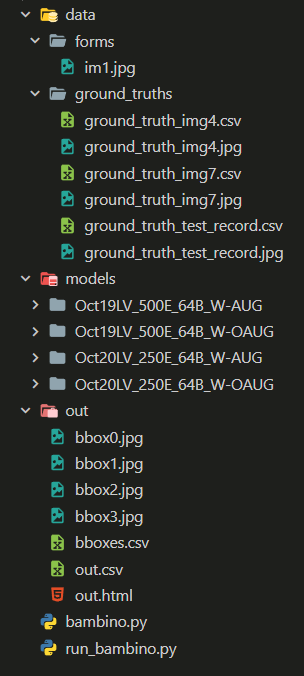 data
forms
im1.jpg
ground_truths
ground_truth_img4.csv
ground_truth_img4.jpg
ground_truth_img7.csv
ground_truth_img7.jpg
ground_truth_test_record.csv
ground_truth_test_record.jpg
models
Oct19LV_500E_64B_W-AUG
Oct19LV_500E_64B_W-OAUG
Oct20LV_250E_64B_W-AUG
Oct20LV_250E_64B_W-OAUG
out
bbox0.jpg
bbox1.jpg
bbox2.jpg
bbox3.jpg
bboxes.csv
out.csv
out.html
bambino.py
run_bambino.py